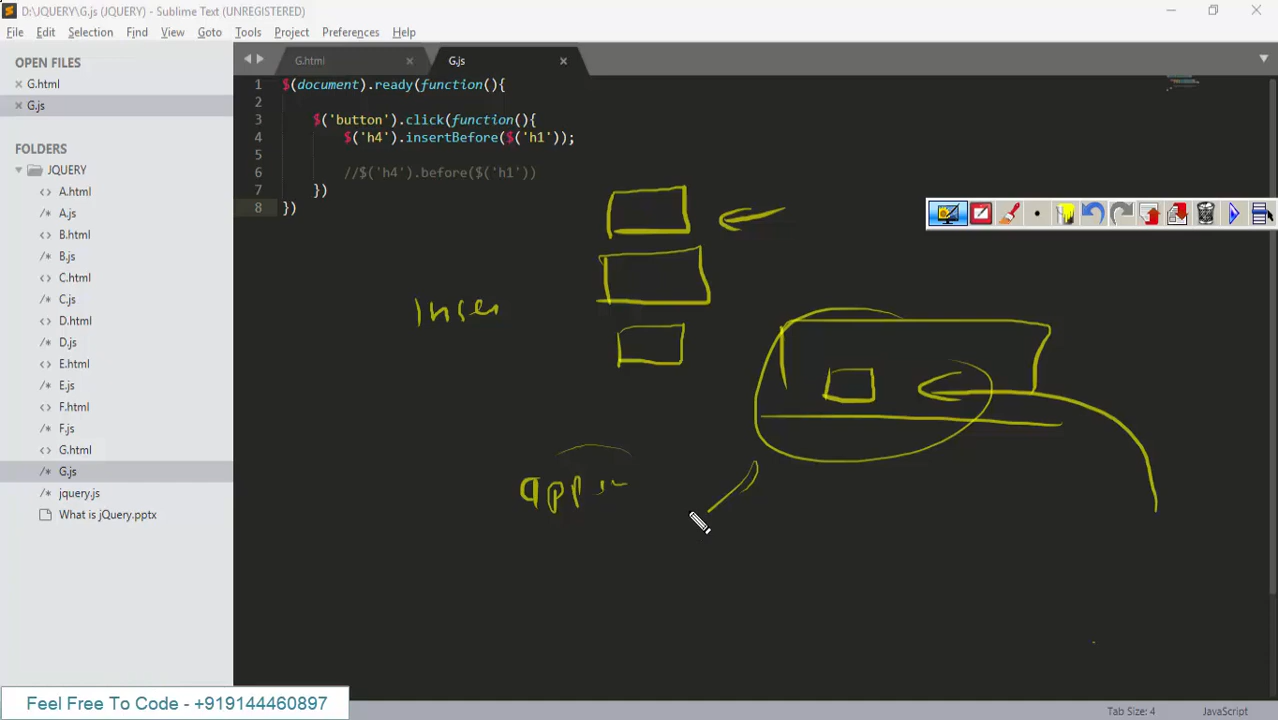 D:\JQUERY\G.js (JQUERY) - Sublime Text (UNREGISTERED)
File Edit Selection Find View Goto Tools Project Preferences Help
OPEN FILES
G.html
G.js
FOLDERS
JQUERY
A.html
A.js
B.html
B.js
C.html
C.js
D.html
D.js
E.html
E.js
F.html
F.js
G.html
G.js
jquery.js
What is jQuery.pptx
G.html G.js
1 $(document).ready(function(){
2
3 $('button').click(function(){
4 $('h4').insertBefore($('h1'));
5
6 //$('h4').before($('h1'))
7 })
8 })
Inser
Feel Free To Code - +919144460897
Tab Size: 4 JavaScript